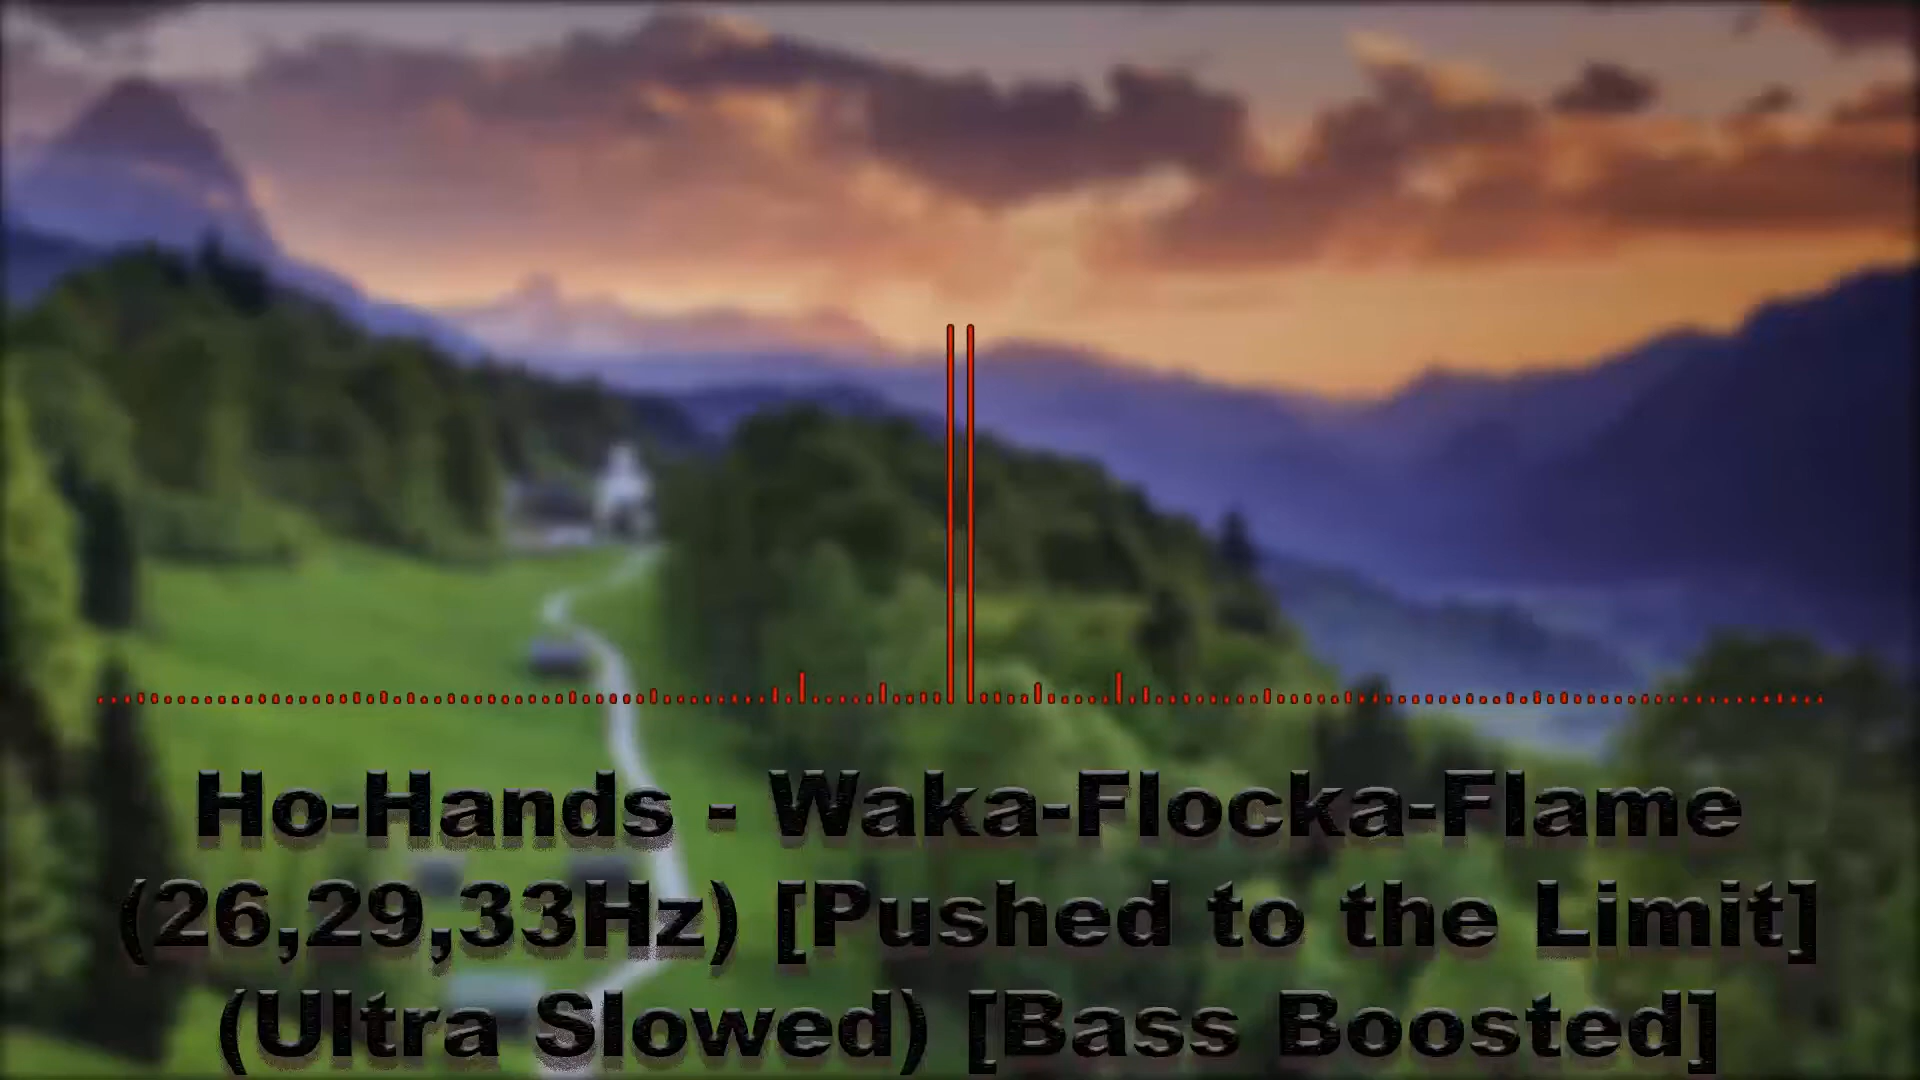 Ho-Hands - Waka-Flocka-Flame
(26,29,33Hz) [Pushed to the Limit]
(Ultra Slowed) [Bass Boosted]